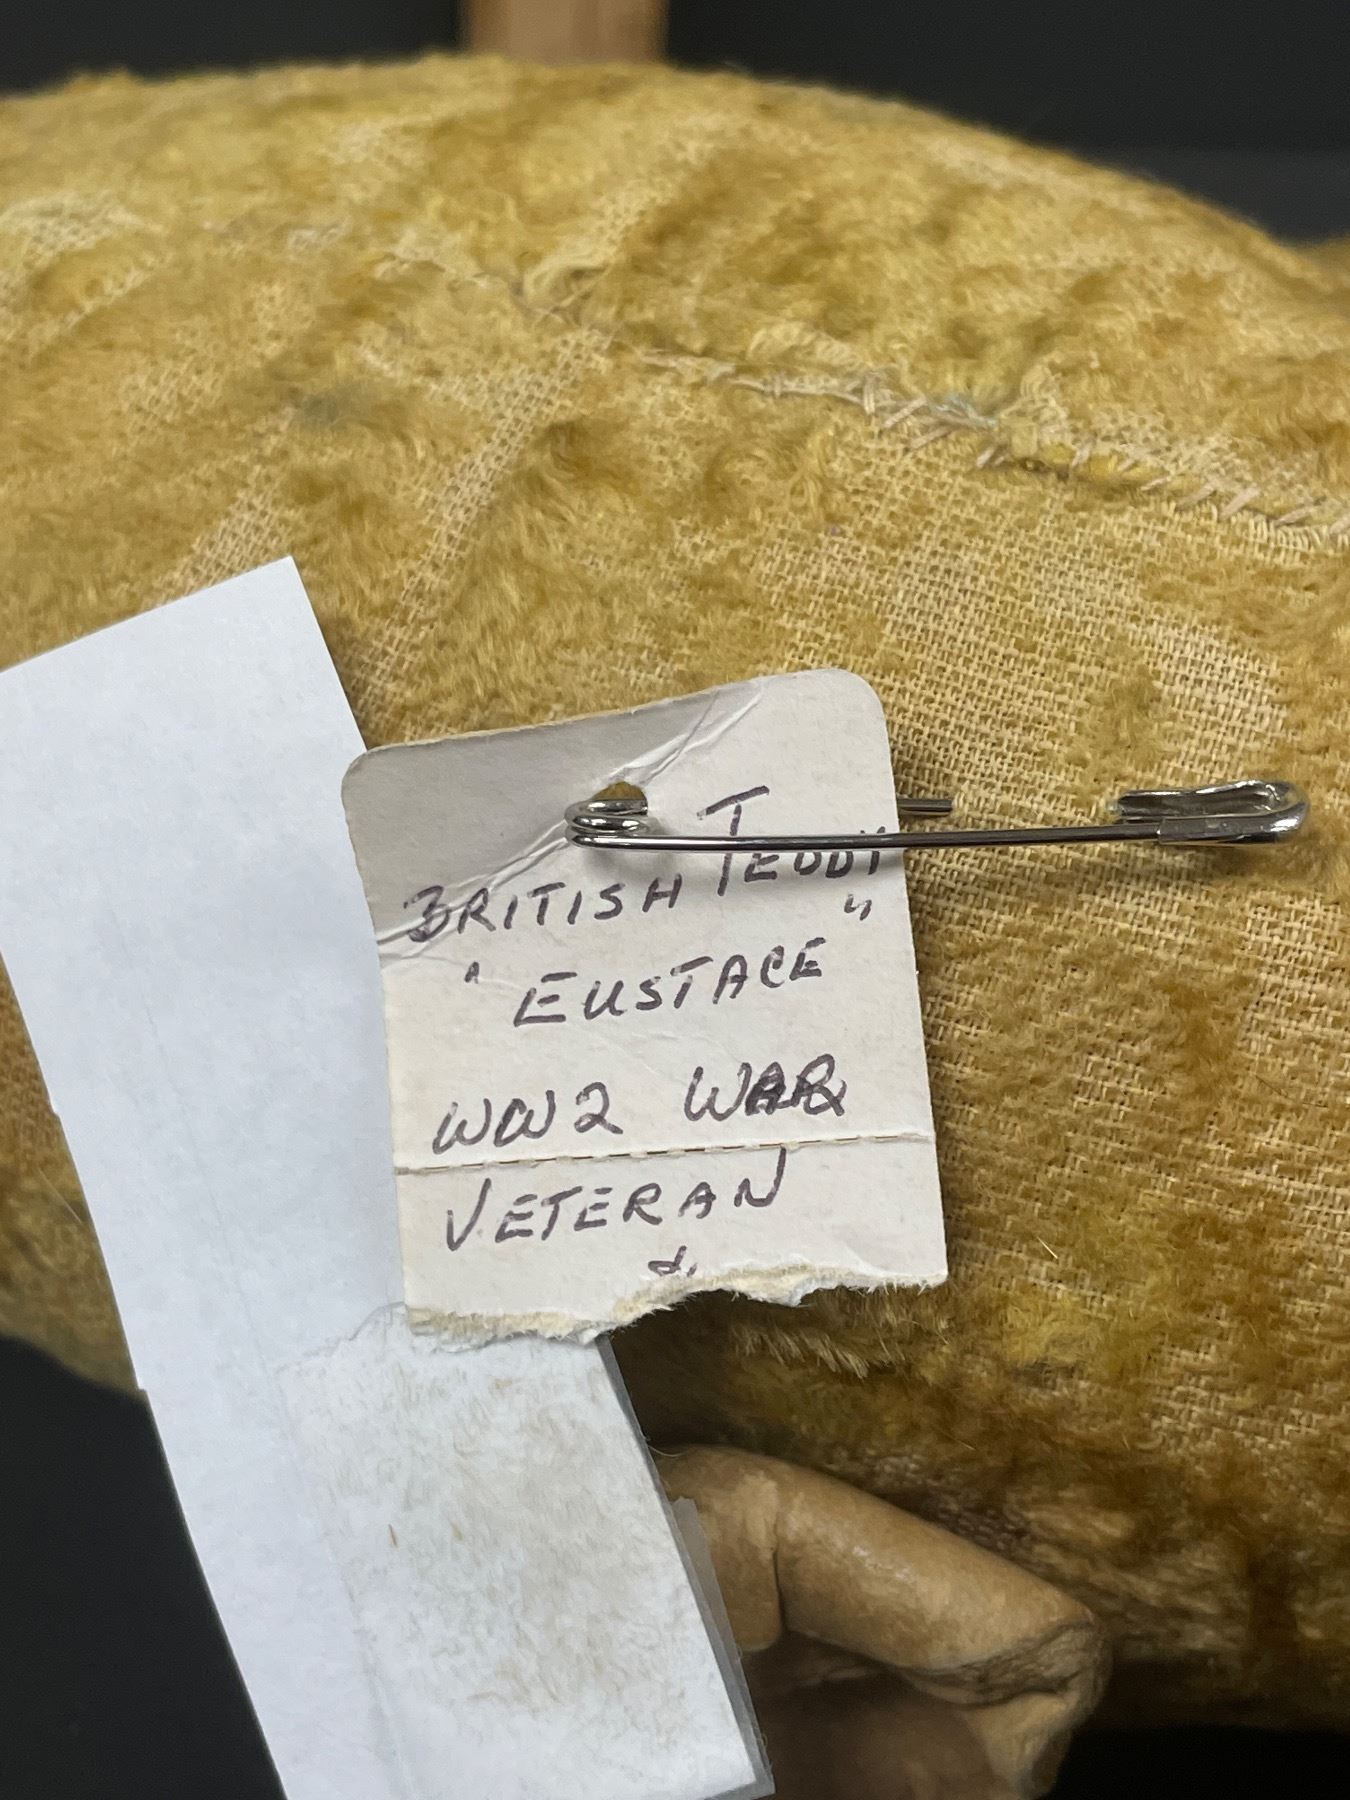 BRITISH TEDDY
"EUSTACE"
WW2 WAR
VETERAN
d.